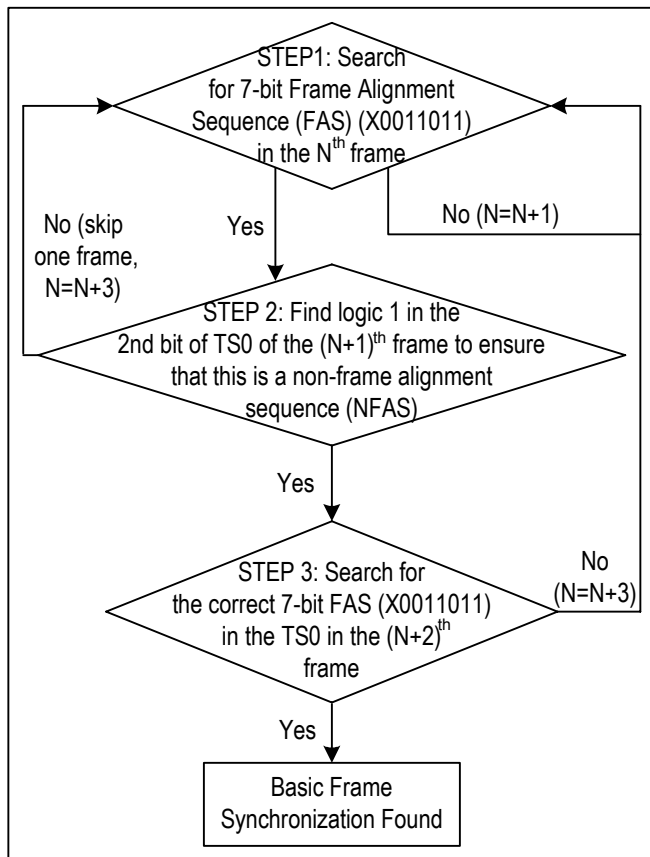 STEP1: Search
for 7-bit Frame Alignment
Sequence (FAS) (X0011011)
in the Nth frame
No (skip
one frame,
N=N+3)
Yes
No (N=N+1)
STEP 2: Find logic 1 in the
2nd bit of TS0 of the (N+1)th frame to ensure
that this is a non-frame alignment
sequence (NFAS)
Yes
STEP 3: Search for
the correct 7-bit FAS (X0011011)
in the TS0 in the (N+2)th
frame
No
(N=N+3)
Yes
Basic Frame
Synchronization Found